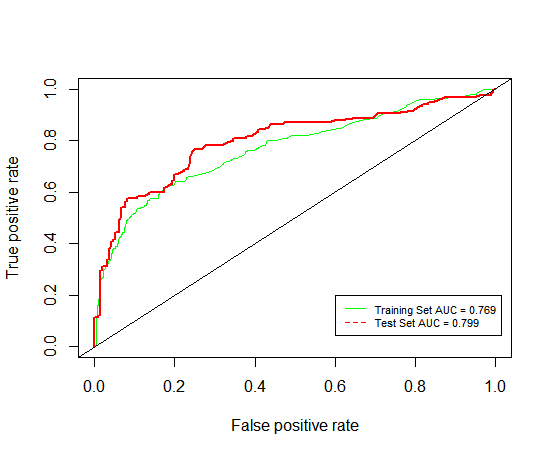 1.0
0.8
0.6
0.4
0.2
0.0
True positive rate
Training Set AUC = 0.769
Test Set AUC = 0.799
0.0 0.2 0.4 0.6 0.8 1.0
False positive rate